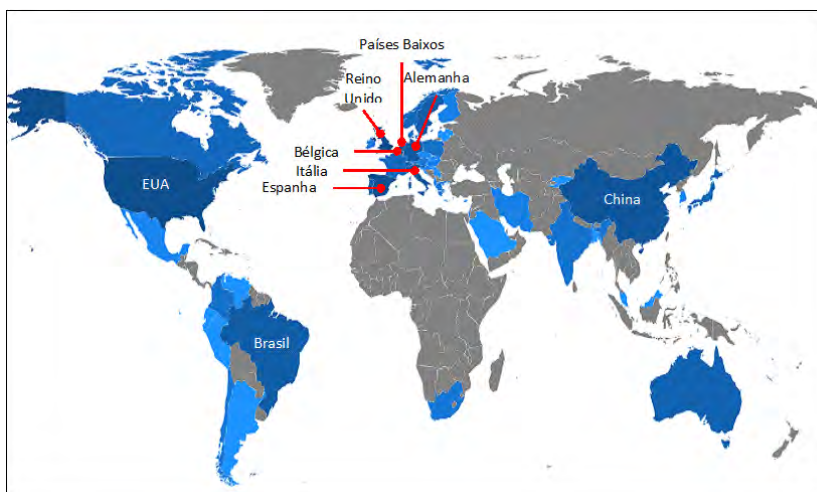 Países Baixos
Reino
Unido
Alemanha
Bélgica
Itália
Espanha
EUA
China
Brasil